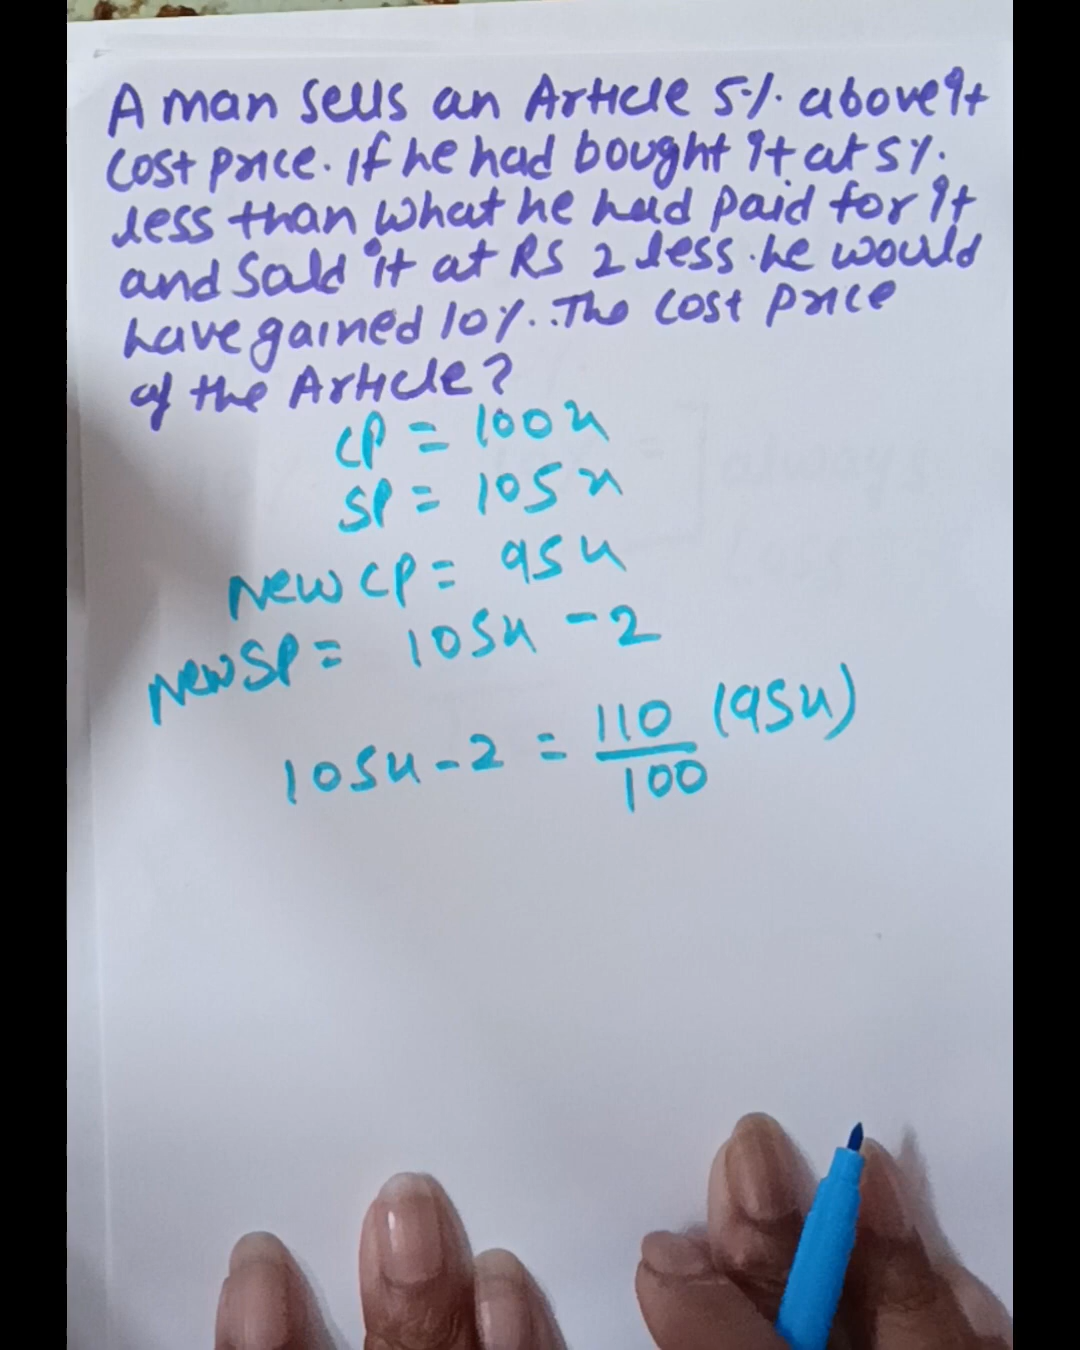 A man sells an Article 5% above it
cost price. If he had bought it at 5%
less than what he had paid for it
and Sald it at RS 2 less. he would
have gained 10%. The cost price
of the Article?
CP = 100x
SP = 105x
New CP = 95x
New SP = 105x - 2
105x - 2 = 110/100 (95x)